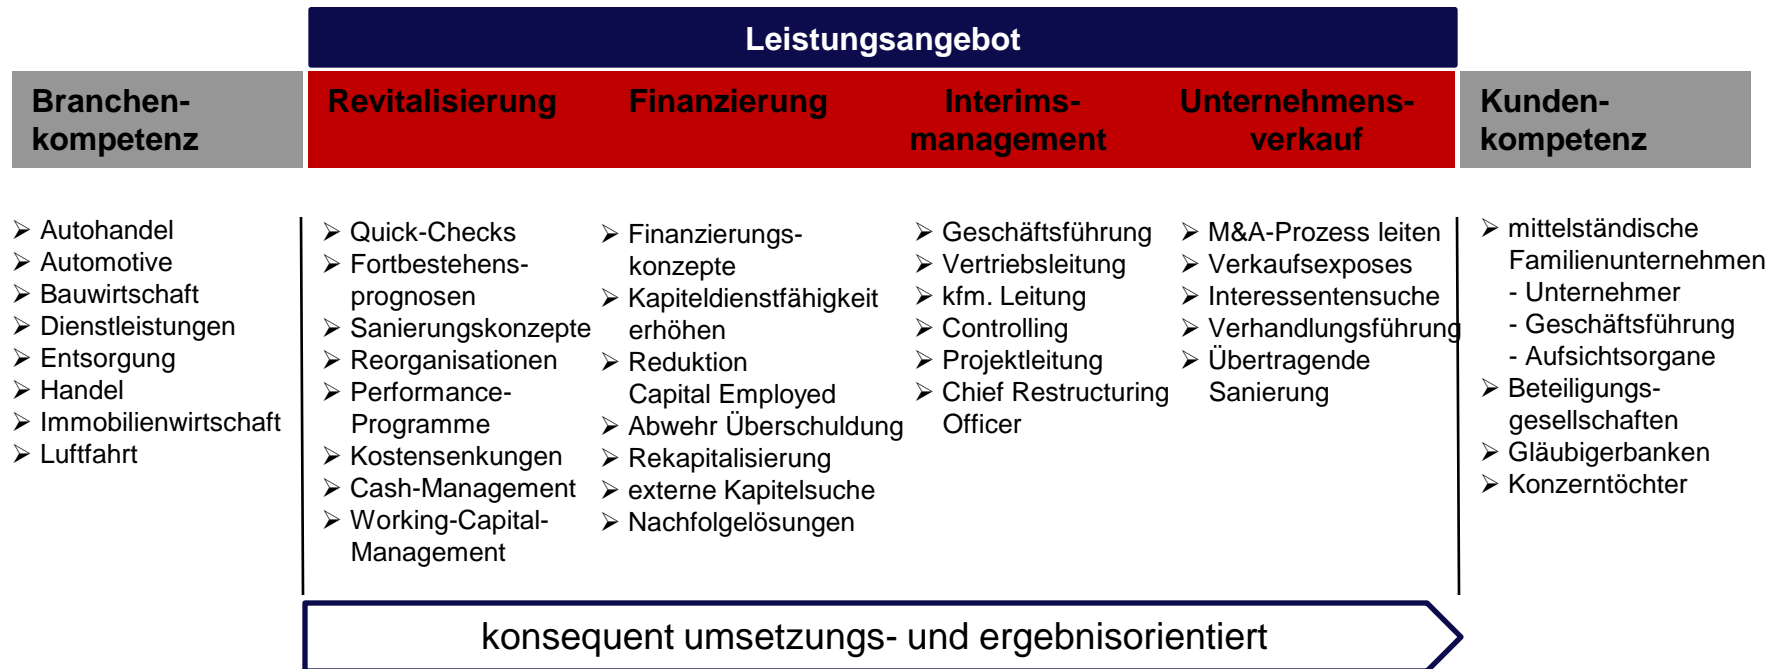 Leistungsangebot
Branchen-
kompetenz
Revitalisierung
Finanzierung
Interims-
management
Unternehmens-
verkauf
Kunden-
kompetenz
➢ Autohandel
➢ Automotive
➢ Bauwirtschaft
➢ Dienstleistungen
➢ Entsorgung
➢ Handel
➢ Immobilienwirtschaft
➢ Luftfahrt
➢ Quick-Checks
➢ Fortbestehens-
prognosen
➢ Sanierungskonzepte
➢ Reorganisationen
➢ Performance-
Programme
➢ Kostensenkungen
➢ Cash-Management
➢ Working-Capital-
Management
➢ Finanzierungs-
konzepte
➢ Kapiteldienstfähigkeit
erhöhen
➢ Reduktion
Capital Employed
➢ Abwehr Überschuldung
➢ Rekapitalisierung
➢ externe Kapitelsuche
➢ Nachfolgelösungen
➢ Geschäftsführung
➢ Vertriebsleitung
➢ kfm. Leitung
➢ Controlling
➢ Projektleitung
➢ Chief Restructuring
Officer
➢ M&A-Prozess leiten
➢ Verkaufsexposes
➢ Interessentensuche
➢ Verhandlungsführung
➢ Übertragende
Sanierung
➢ mittelständische
Familienunternehmen
- Unternehmer
- Geschäftsführung
- Aufsichtsorgane
➢ Beteiligungs-
gesellschaften
➢ Gläubigerbanken
➢ Konzerntöchter
konsequent umsetzungs- und ergebnisorientiert